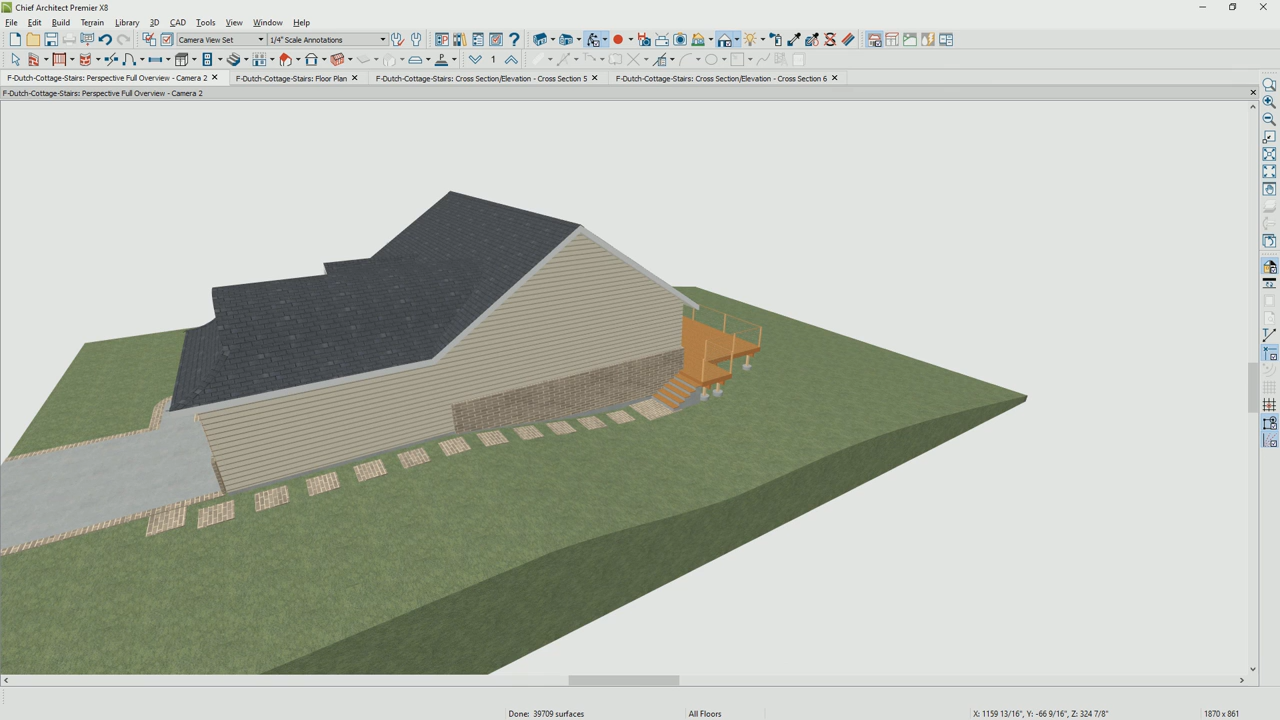 Chief Architect Premier X8
File Edit Build Terrain Library 3D CAD Tools View Window Help
Camera View Set 1/4" Scale Annotations
1
F-Dutch-Cottage-Stairs: Perspective Full Overview - Camera 2 F-Dutch-Cottage-Stairs: Floor Plan F-Dutch-Cottage-Stairs: Cross Section/Elevation - Cross Section 5 F-Dutch-Cottage-Stairs: Cross Section/Elevation - Cross Section 6
F-Dutch-Cottage-Stairs: Perspective Full Overview - Camera 2
Done: 39709 surfaces All Floors X: 1159 13/16", Y: -66 9/16", Z: 324 7/8" 1870 x 861